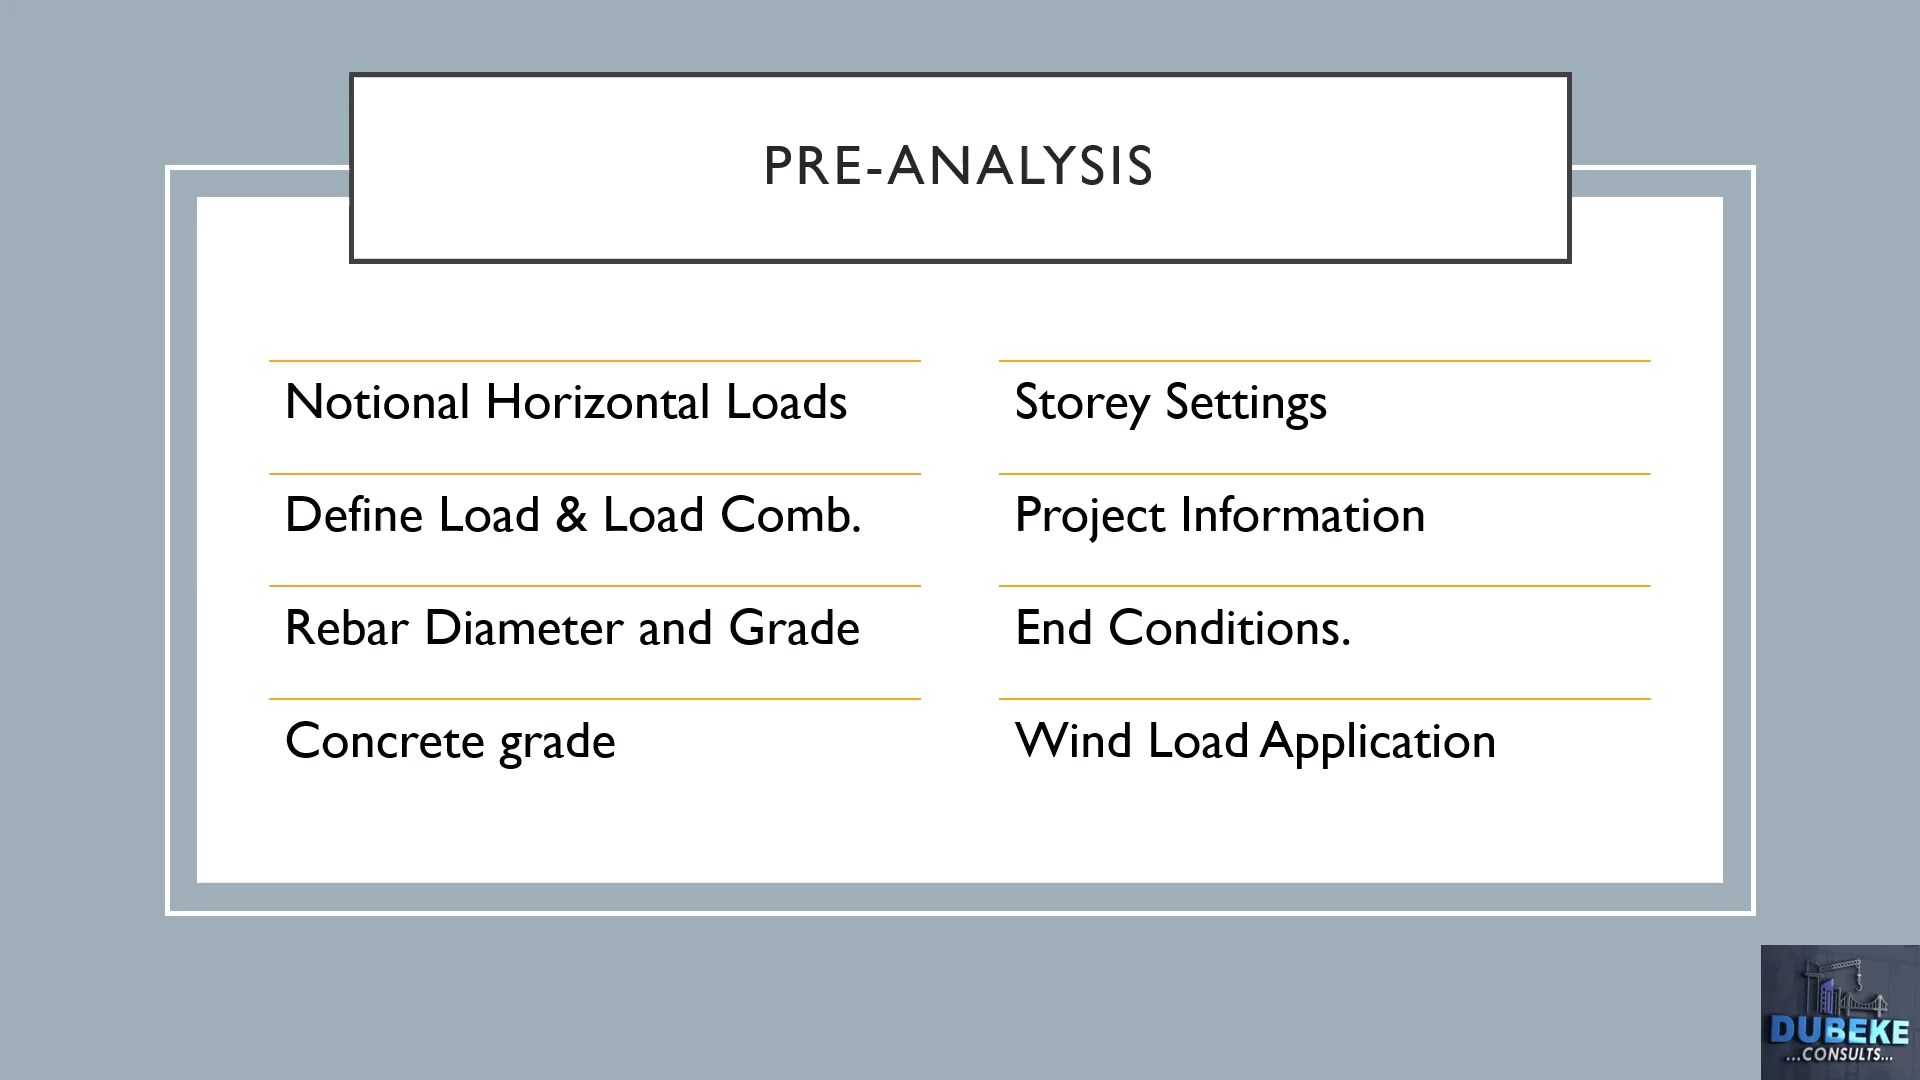 PRE-ANALYSIS
Notional Horizontal Loads
Define Load & Load Comb.
Rebar Diameter and Grade
Concrete grade
Storey Settings
Project Information
End Conditions.
Wind Load Application
DUBEKE
...CONSULTS...